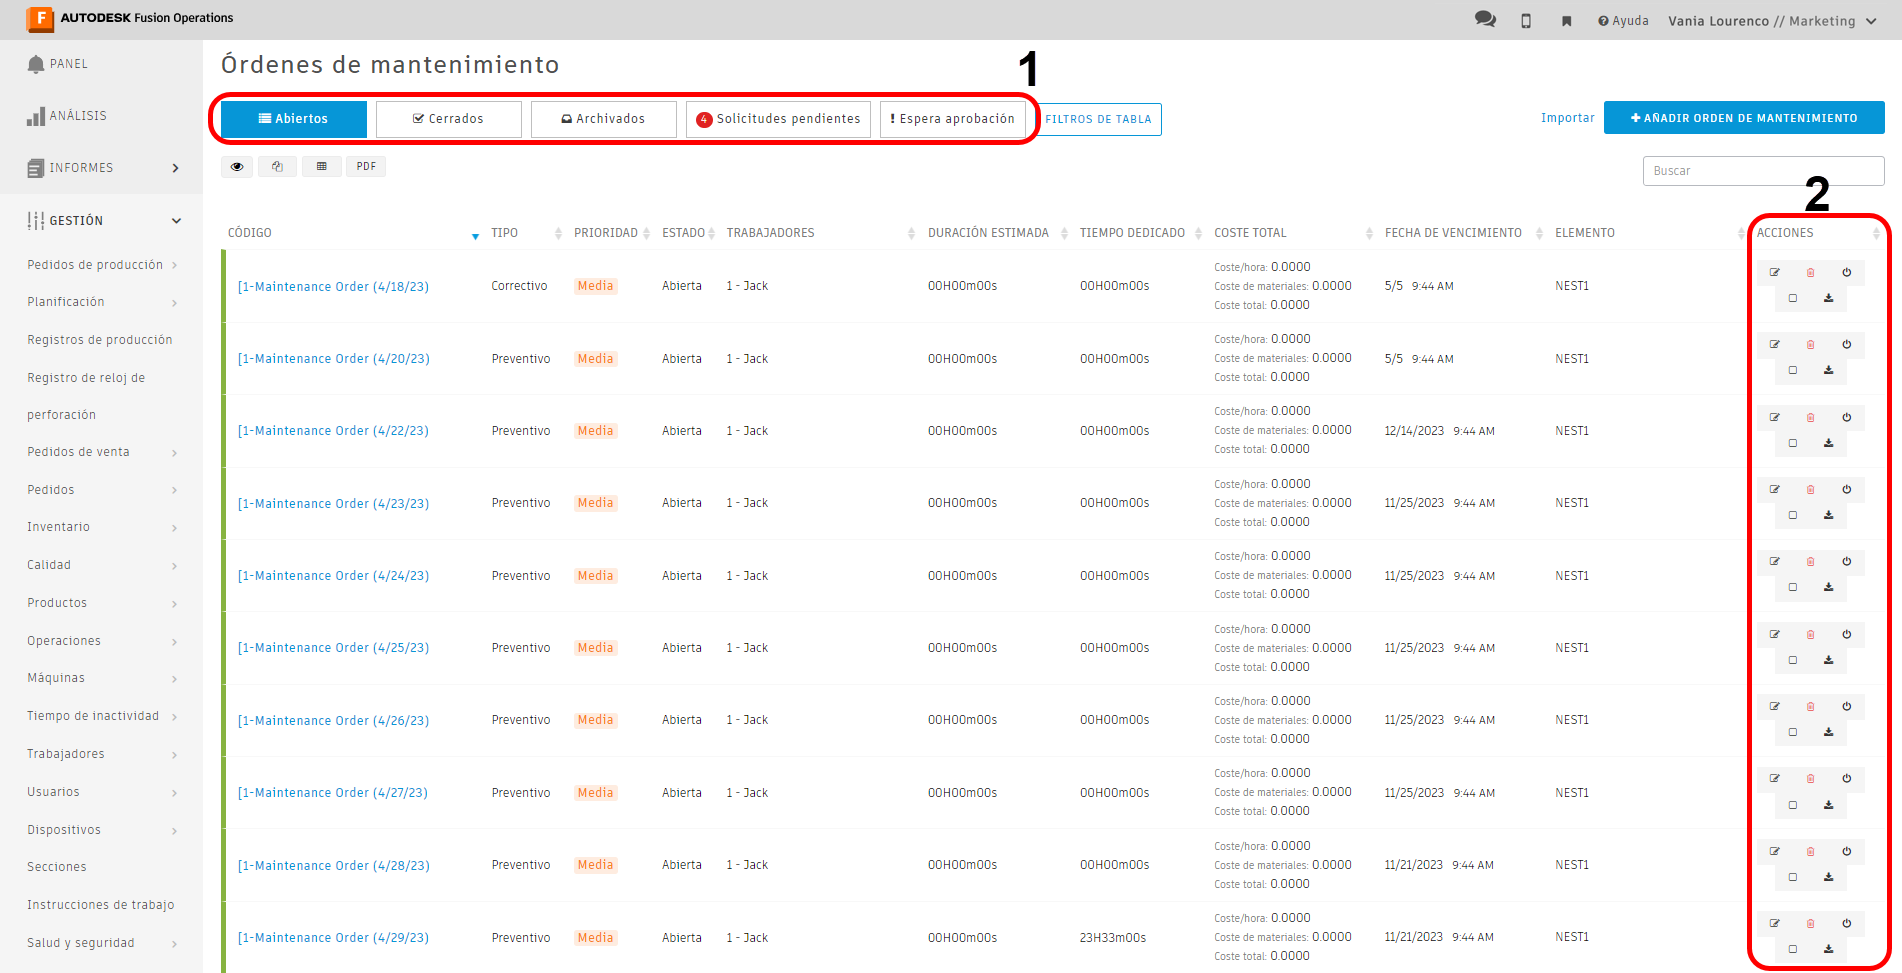 AUTODESK Fusion Operations
Ayuda
Vania Lourenco // Marketing
PANEL
ANÁLISIS
INFORMES
GESTIÓN
Pedidos de producción
Planificación
Registros de producción
Registro de reloj de
perforación
Pedidos de venta
Pedidos
Inventario
Calidad
Productos
Operaciones
Máquinas
Tiempo de inactividad
Trabajadores
Usuarios
Dispositivos
Secciones
Instrucciones de trabajo
Salud y seguridad
Órdenes de mantenimiento
1
Abiertos
Cerrados
Archivados
4 Solicitudes pendientes
! Espera aprobación
FILTROS DE TABLA
Importar
+ AÑADIR ORDEN DE MANTENIMIENTO
PDF
Buscar
2
CÓDIGO TIPO PRIORIDAD ESTADO TRABAJADORES DURACIÓN ESTIMADA TIEMPO DEDICADO COSTE TOTAL FECHA DE VENCIMIENTO ELEMENTO ACCIONES
Coste/hora: 0.0000
[1-Maintenance Order (4/18/23) Correctivo Media Abierta 1 - Jack 00H00m00s 00H00m00s Coste de materiales: 0.0000 5/5 9:44 AM NEST1
Coste total: 0.0000
Coste/hora: 0.0000
[1-Maintenance Order (4/20/23) Preventivo Media Abierta 1 - Jack 00H00m00s 00H00m00s Coste de materiales: 0.0000 5/5 9:44 AM NEST1
Coste total: 0.0000
Coste/hora: 0.0000
[1-Maintenance Order (4/22/23) Preventivo Media Abierta 1 - Jack 00H00m00s 00H00m00s Coste de materiales: 0.0000 12/14/2023 9:44 AM NEST1
Coste total: 0.0000
Coste/hora: 0.0000
[1-Maintenance Order (4/23/23) Preventivo Media Abierta 1 - Jack 00H00m00s 00H00m00s Coste de materiales: 0.0000 11/25/2023 9:44 AM NEST1
Coste total: 0.0000
Coste/hora: 0.0000
[1-Maintenance Order (4/24/23) Preventivo Media Abierta 1 - Jack 00H00m00s 00H00m00s Coste de materiales: 0.0000 11/25/2023 9:44 AM NEST1
Coste total: 0.0000
Coste/hora: 0.0000
[1-Maintenance Order (4/25/23) Preventivo Media Abierta 1 - Jack 00H00m00s 00H00m00s Coste de materiales: 0.0000 11/25/2023 9:44 AM NEST1
Coste total: 0.0000
Coste/hora: 0.0000
[1-Maintenance Order (4/26/23) Preventivo Media Abierta 1 - Jack 00H00m00s 00H00m00s Coste de materiales: 0.0000 11/25/2023 9:44 AM NEST1
Coste total: 0.0000
Coste/hora: 0.0000
[1-Maintenance Order (4/27/23) Preventivo Media Abierta 1 - Jack 00H00m00s 00H00m00s Coste de materiales: 0.0000 11/25/2023 9:44 AM NEST1
Coste total: 0.0000
Coste/hora: 0.0000
[1-Maintenance Order (4/28/23) Preventivo Media Abierta 1 - Jack 00H00m00s 00H00m00s Coste de materiales: 0.0000 11/21/2023 9:44 AM NEST1
Coste total: 0.0000
Coste/hora: 0.0000
[1-Maintenance Order (4/29/23) Preventivo Media Abierta 1 - Jack 00H00m00s 23H33m00s Coste de materiales: 0.0000 11/21/2023 9:44 AM NEST1
Coste total: 0.0000